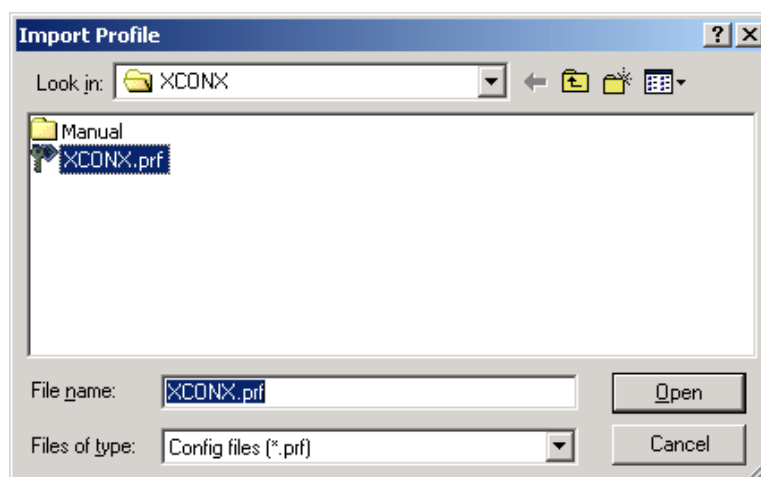 Import Profile
Look in: XCONX
Manual
XCONX.prf
File name: XCONX.prf Open
Files of type: Config files (*.prf) Cancel